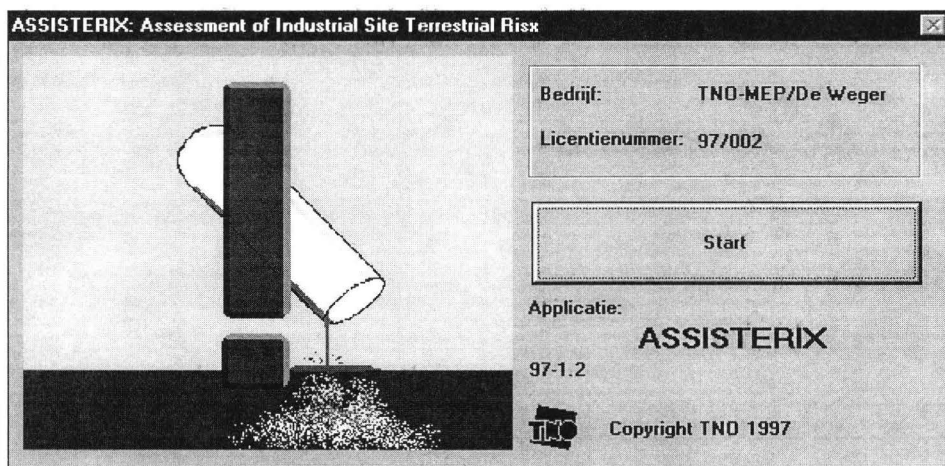 ASSISTERIX: Assessment of Industrial Site Terrestrial Risx
Bedrijf: TNO-MEP/De Weger
Licentienummer: 97/002
Start
Applicatie:
ASSISTERIX
97-1.2
TNO Copyright TNO 1997